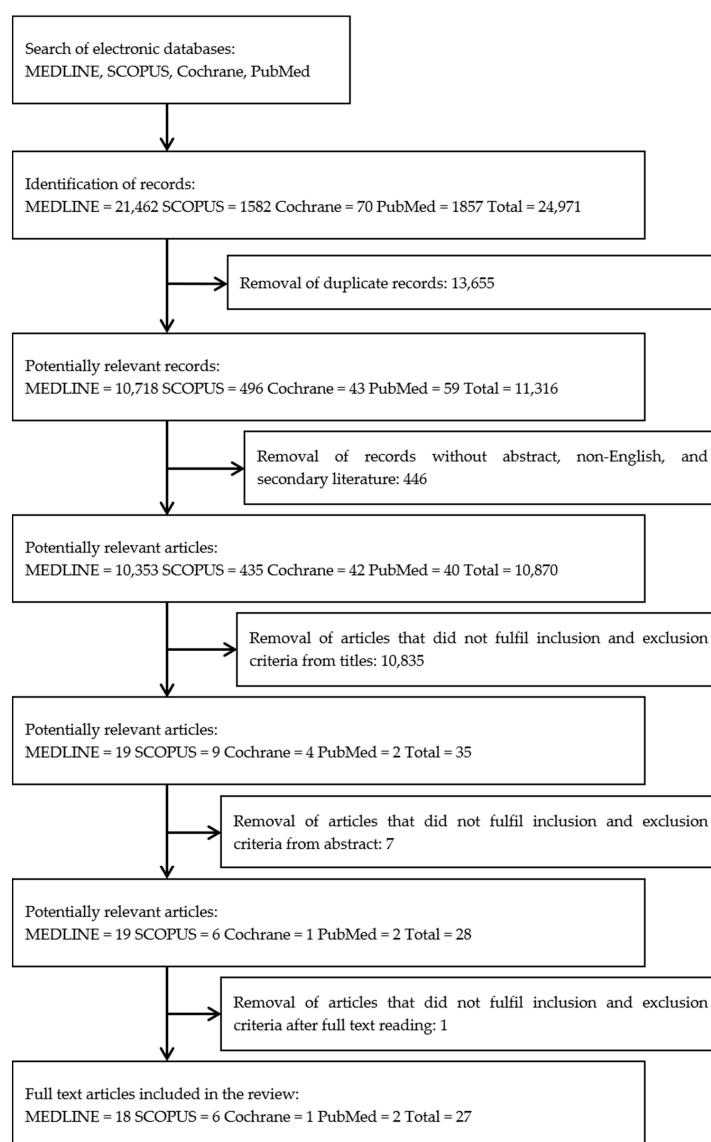 Search of electronic databases:
MEDLINE, SCOPUS, Cochrane, PubMed
Identification of records:
MEDLINE = 21,462 SCOPUS = 1582 Cochrane = 70 PubMed = 1857 Total = 24,971
Removal of duplicate records: 13,655
Potentially relevant records:
MEDLINE = 10,718 SCOPUS = 496 Cochrane = 43 PubMed = 59 Total = 11,316
Removal of records without abstract, non-English, and
secondary literature: 446
Potentially relevant articles:
MEDLINE = 10,353 SCOPUS = 435 Cochrane = 42 PubMed = 40 Total = 10,870
Removal of articles that did not fulfil inclusion and exclusion
criteria from titles: 10,835
Potentially relevant articles:
MEDLINE = 19 SCOPUS = 9 Cochrane = 4 PubMed = 2 Total = 35
Removal of articles that did not fulfil inclusion and exclusion
criteria from abstract: 7
Potentially relevant articles:
MEDLINE = 19 SCOPUS = 6 Cochrane = 1 PubMed = 2 Total = 28
Removal of articles that did not fulfil inclusion and exclusion
criteria after full text reading: 1
Full text articles included in the review:
MEDLINE = 18 SCOPUS = 6 Cochrane = 1 PubMed = 2 Total = 27